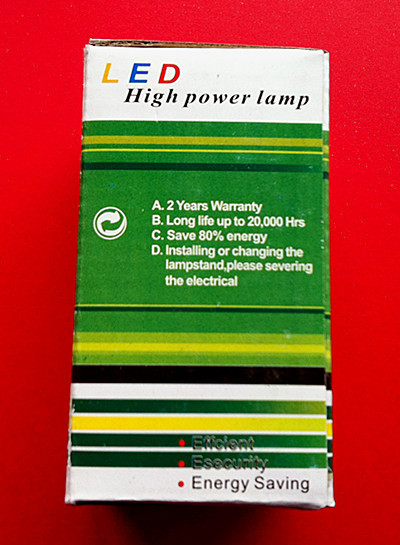 LED
High power lamp
A. 2 Years Warranty
B. Long life up to 20,000 Hrs
C. Save 80% energy
D. Installing or changing the
lampstand,please severing
the electrical
• Efficient
• Esecurity
• Energy Saving